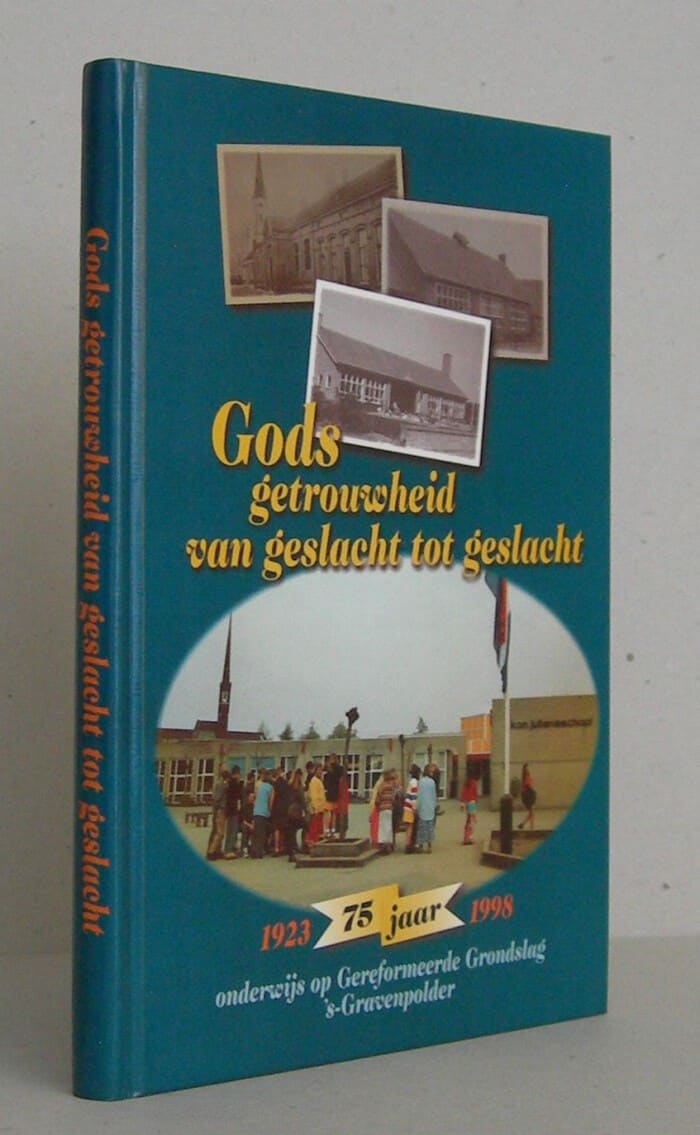 Gods getrouwheid van geslacht tot geslacht
Gods
getrouwheid
van geslacht tot geslacht
kon. julianaschool
1923 75 jaar 1998
onderwijs op Gereformeerde Grondslag
's-Gravenpolder